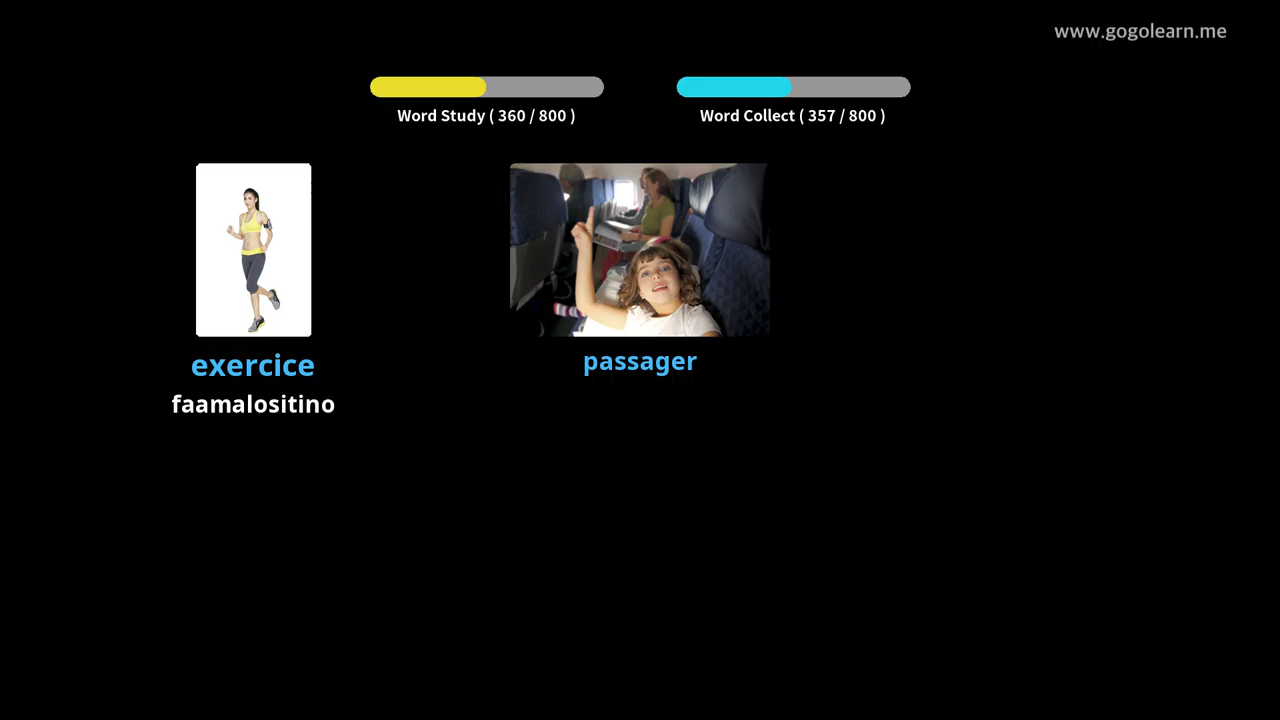 www.gogolearn.me
Word Study ( 360 / 800 )
Word Collect ( 357 / 800 )
exercice
faamalositino
passager